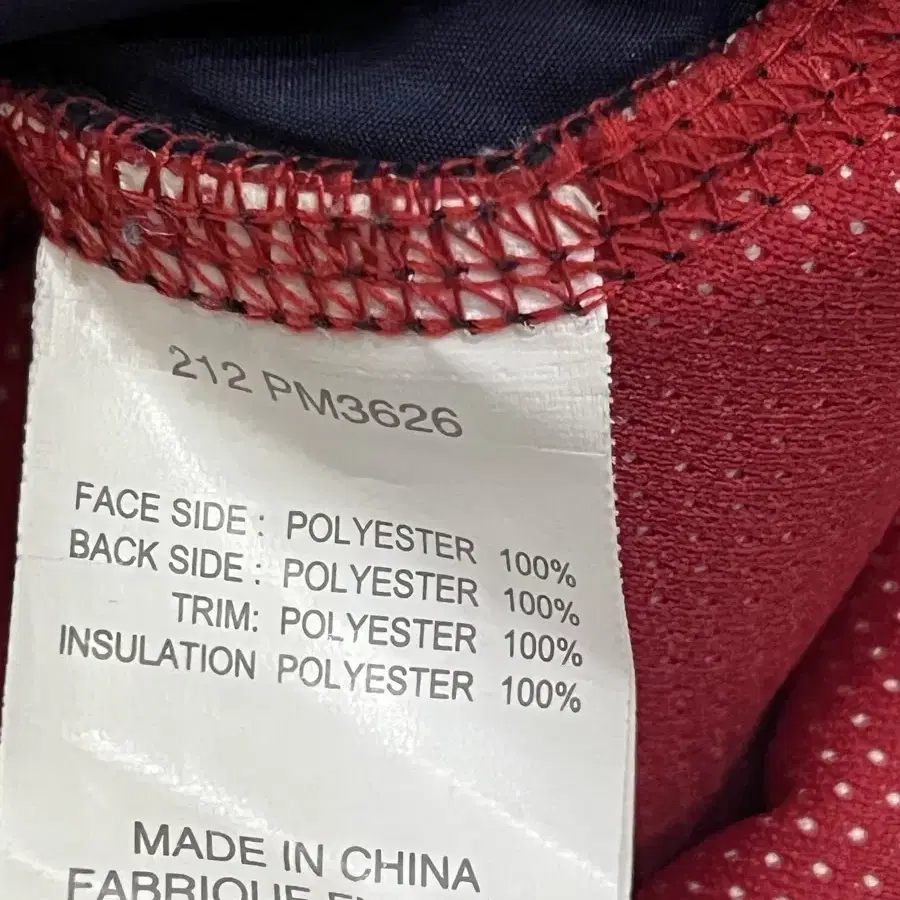 212 PM3626
FACE SIDE : POLYESTER 100%
BACK SIDE : POLYESTER 100%
TRIM: POLYESTER 100%
INSULATION POLYESTER 100%
MADE IN CHINA
FABRIQUE